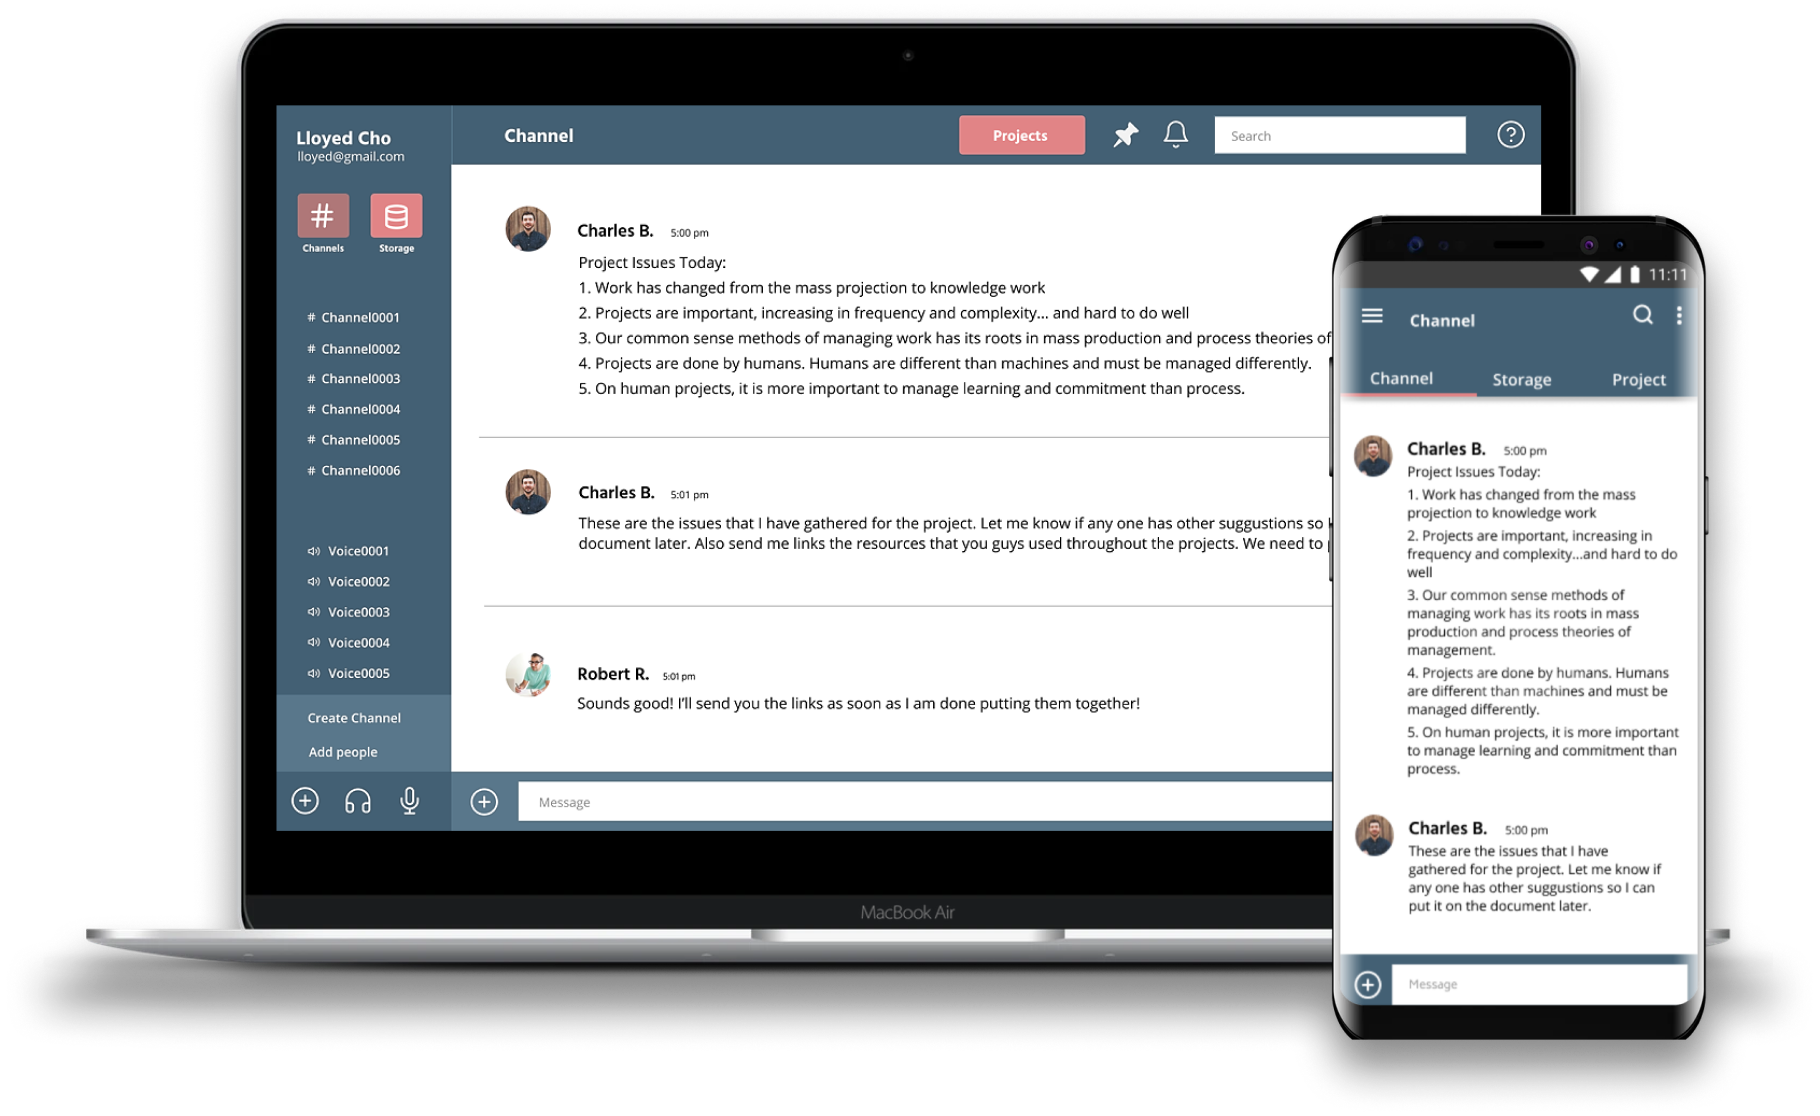 Lloyed Cho
lloyed@gmail.com
Channels
Storage
# Channel0001
# Channel0002
# Channel0003
# Channel0004
# Channel0005
# Channel0006
Voice0001
Voice0002
Voice0003
Voice0004
Voice0005
Create Channel
Add people
Channel
Projects
Search
?
Charles B. 5:00 pm
Project Issues Today:
1. Work has changed from the mass projection to knowledge work
2. Projects are important, increasing in frequency and complexity... and hard to do well
3. Our common sense methods of managing work has its roots in mass production and process theories of
4. Projects are done by humans. Humans are different than machines and must be managed differently.
5. On human projects, it is more important to manage learning and commitment than process.
Charles B. 5:01 pm
These are the issues that I have gathered for the project. Let me know if any one has other suggustions so
document later. Also send me links the resources that you guys used throughout the projects. We need to
Robert R. 5:01 pm
Sounds good! I'll send you the links as soon as I am done putting them together!
Message
MacBook Air
11:11
Channel
Channel Storage Project
Charles B. 5:00 pm
Project Issues Today:
1. Work has changed from the mass
projection to knowledge work
2. Projects are important, increasing in
frequency and complexity...and hard to do
well
3. Our common sense methods of
managing work has its roots in mass
production and process theories of
management.
4. Projects are done by humans. Humans
are different than machines and must be
managed differently.
5. On human projects, it is more important
to manage learning and commitment than
process.
Charles B. 5:00 pm
These are the issues that I have
gathered for the project. Let me know if
any one has other suggustions so I can
put it on the document later.
Message